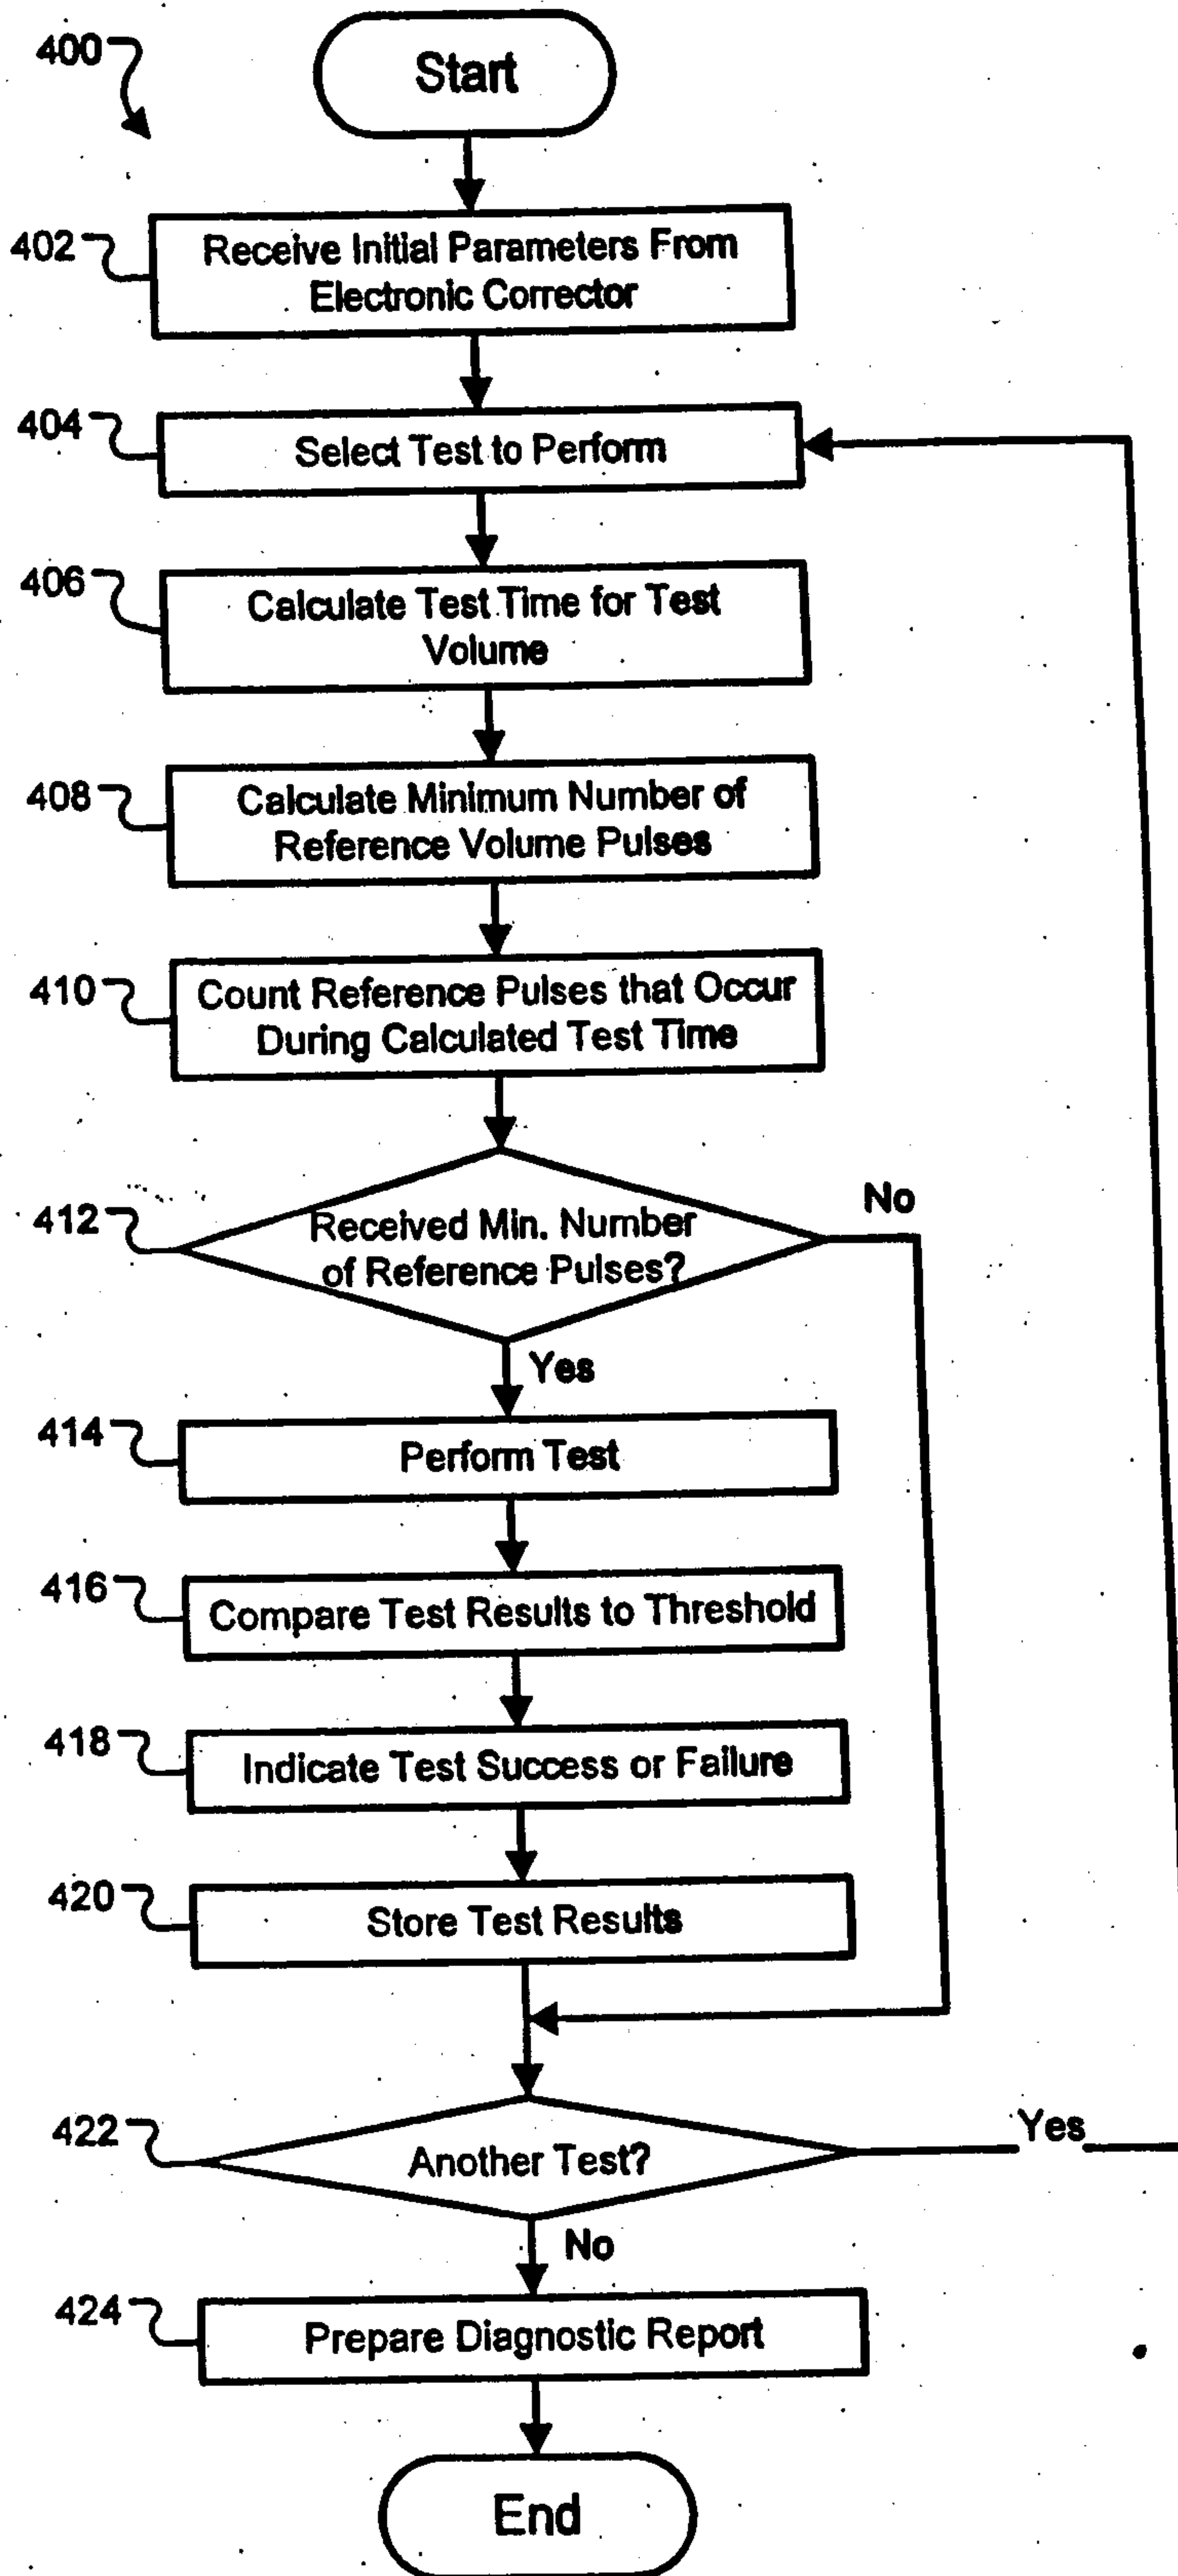 400
Start
402
Receive Initial Parameters From
Electronic Corrector
404
Select Test to Perform
406
Calculate Test Time for Test
Volume
408
Calculate Minimum Number of
Reference Volume Pulses
410
Count Reference Pulses that Occur
During Calculated Test Time
412
Received Min. Number
of Reference Pulses?
No
Yes
414
Perform Test
416
Compare Test Results to Threshold
418
Indicate Test Success or Failure
420
Store Test Results
422
Another Test?
Yes
No
424
Prepare Diagnostic Report
End